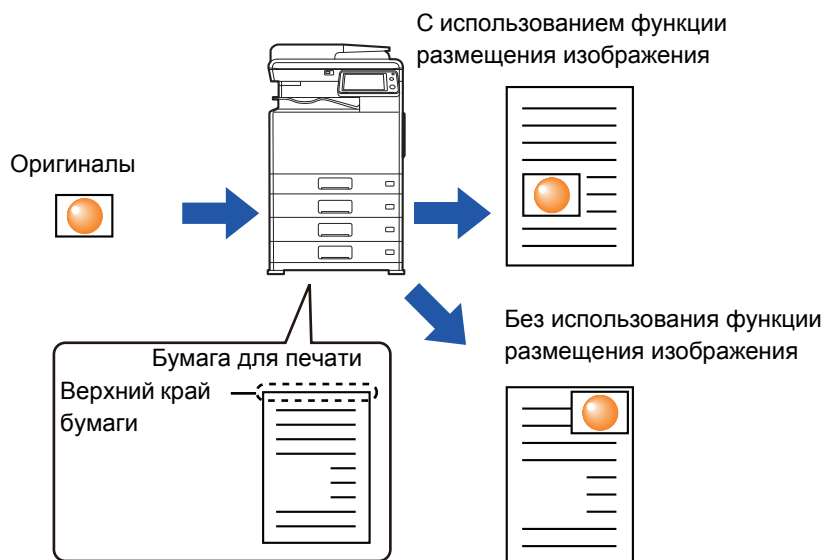 С использованием функции
размещения изображения
Оригиналы
Без использования функции
размещения изображения
Бумага для печати
Верхний край
бумаги